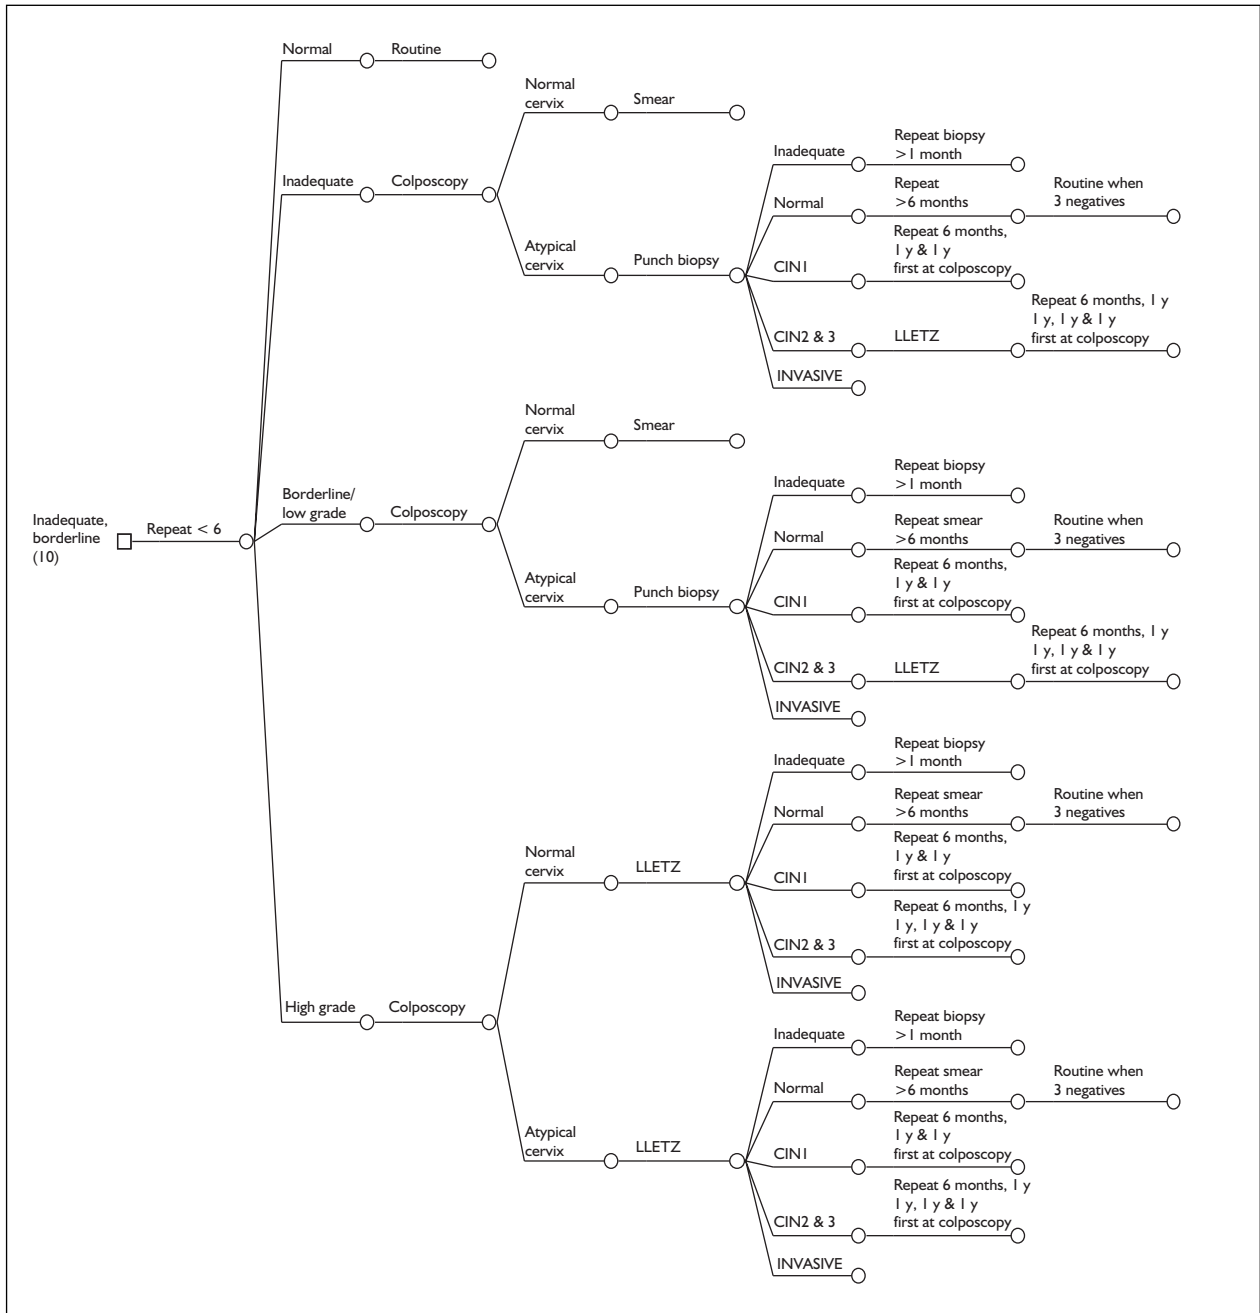 Normal
Routine
Normal
cervix
Smear
Inadequate
Colposcopy
Atypical
cervix
Punch biopsy
Inadequate
Repeat biopsy
>1 month
Normal
Repeat
>6 months
Routine when
3 negatives
CIN1
Repeat 6 months,
1 y & 1 y
first at colposcopy
CIN2 & 3
LLETZ
Repeat 6 months, 1 y
1 y, 1 y & 1 y
first at colposcopy
INVASIVE
Inadequate,
borderline
(10)
Repeat < 6
Borderline/
low grade
Colposcopy
Normal
cervix
Smear
Atypical
cervix
Punch biopsy
Inadequate
Repeat biopsy
>1 month
Normal
Repeat smear
>6 months
Routine when
3 negatives
CIN1
Repeat 6 months,
1 y & 1 y
first at colposcopy
CIN2 & 3
LLETZ
Repeat 6 months, 1 y
1 y, 1 y & 1 y
first at colposcopy
INVASIVE
High grade
Colposcopy
Normal
cervix
LLETZ
Inadequate
Repeat biopsy
>1 month
Normal
Repeat smear
>6 months
Routine when
3 negatives
CIN1
Repeat 6 months,
1 y & 1 y
first at colposcopy
CIN2 & 3
Repeat 6 months, 1 y
1 y, 1 y & 1 y
first at colposcopy
INVASIVE
Atypical
cervix
LLETZ
Inadequate
Repeat biopsy
>1 month
Normal
Repeat smear
>6 months
Routine when
3 negatives
CIN1
Repeat 6 months,
1 y & 1 y
first at colposcopy
CIN2 & 3
Repeat 6 months, 1 y
1 y, 1 y & 1 y
first at colposcopy
INVASIVE